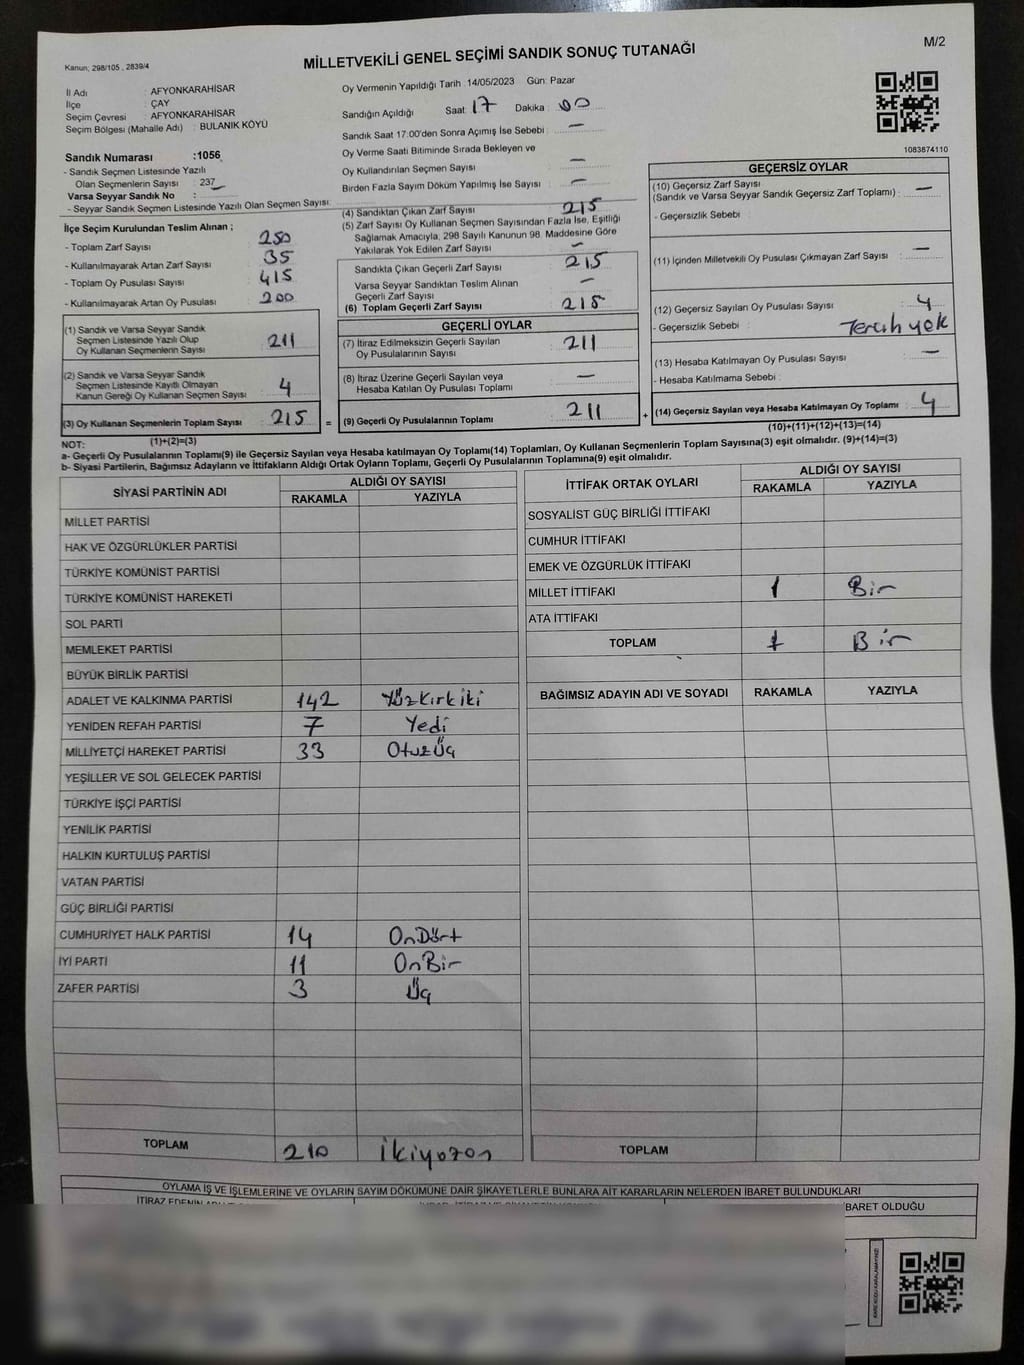 MİLLETVEKİLİ GENEL SEÇİMİ SANDIK SONUÇ TUTANAĞI
M/2
Kanun; 298/105 , 2839/4
İl Adı : AFYONKARAHİSAR
İlçe : ÇAY
Seçim Çevresi : AFYONKARAHİSAR
Seçim Bölgesi (Mahalle Adı) : BULANIK KÖYÜ
Sandık Numarası :1056
- Sandık Seçmen Listesinde Yazılı
Olan Seçmenlerin Sayısı : 237
Varsa Seyyar Sandık No :
- Seyyar Sandık Seçmen Listesinde Yazılı Olan Seçmen Sayısı:
Oy Vermenin Yapıldığı Tarih :14/05/2023 Gün: Pazar
Sandığın Açıldığı Saat: 17 Dakika : 00
Sandık Saat 17:00'den Sonra Açımış İse Sebebi : —
Oy Verme Saati Bitiminde Sırada Bekleyen ve
Oy Kullandırılan Seçmen Sayısı : —
Birden Fazla Sayım Döküm Yapılmış İse Sayısı : —
1083874110
İlçe Seçim Kurulundan Teslim Alınan ;
- Toplam Zarf Sayısı : 250
- Kullanılmayarak Artan Zarf Sayısı : 35
- Toplam Oy Pusulası Sayısı : 415
- Kullanılmayarak Artan Oy Pusulası : 200
(1) Sandık ve Varsa Seyyar Sandık
Seçmen Listesinde Yazılı Olup
Oy Kullanan Seçmenlerin Sayısı : 211
(2) Sandık ve Varsa Seyyar Sandık
Seçmen Listesinde Kayıtlı Olmayan
Kanun Gereği Oy Kullanan Seçmen Sayısı : 4
(3) Oy Kullanan Seçmenlerin Toplam Sayısı : 215
(1)+(2)=(3)
(4) Sandıktan Çıkan Zarf Sayısı : 215
(5) Zarf Sayısı Oy Kullanan Seçmen Sayısından Fazla İse, Eşitliği
Sağlamak Amacıyla, 298 Sayılı Kanunun 98. Maddesine Göre
Yakılarak Yok Edilen Zarf Sayısı : —
Sandıkta Çıkan Geçerli Zarf Sayısı : 215
Varsa Seyyar Sandıktan Teslim Alınan
Geçerli Zarf Sayısı : —
(6) Toplam Geçerli Zarf Sayısı : 215
GEÇERLİ OYLAR
(7) İtiraz Edilmeksizin Geçerli Sayılan
Oy Pusulalarının Sayısı : 211
(8) İtiraz Üzerine Geçerli Sayılan veya
Hesaba Katılan Oy Pusulası Toplamı : —
= (9) Geçerli Oy Pusulalarının Toplamı : 211
GEÇERSİZ OYLAR
(10) Geçersiz Zarf Sayısı
(Sandık ve Varsa Seyyar Sandık Geçersiz Zarf Toplamı) : —
- Geçersizlik Sebebi :
(11) İçinden Milletvekili Oy Pusulası Çıkmayan Zarf Sayısı : —
(12) Geçersiz Sayılan Oy Pusulası Sayısı : 4
- Geçersizlik Sebebi : Tercih yok
(13) Hesaba Katılmayan Oy Pusulası Sayısı : —
- Hesaba Katılmama Sebebi :
+ (14) Geçersiz Sayılan veya Hesaba Katılmayan Oy Toplamı : 4
(10)+(11)+(12)+(13)=(14)
NOT:
a- Geçerli Oy Pusulalarının Toplamı(9) ile Geçersiz Sayılan veya Hesaba Katılmayan Oy Toplamı(14) Toplamları, Oy Kullanan Seçmenlerin Toplam Sayısına(3) eşit olmalıdır. (9)+(14)=(3)
b- Siyasi Partilerin, Bağımsız Adayların ve İttifakların Aldığı Ortak Oyların Toplamı, Geçerli Oy Pusulalarının Toplamına(9) eşit olmalıdır.
SİYASİ PARTİNİN ADI ALDIĞI OY SAYISI
RAKAMLA YAZIYLA
MİLLET PARTİSİ
HAK VE ÖZGÜRLÜKLER PARTİSİ
TÜRKİYE KOMÜNİST PARTİSİ
TÜRKİYE KOMÜNİST HAREKETİ
SOL PARTİ
MEMLEKET PARTİSİ
BÜYÜK BİRLİK PARTİSİ
ADALET VE KALKINMA PARTİSİ 142 Yüzkırkiki
YENİDEN REFAH PARTİSİ 7 Yedi
MİLLİYETÇİ HAREKET PARTİSİ 33 OtuzÜç
YEŞİLLER VE SOL GELECEK PARTİSİ
TÜRKİYE İŞÇİ PARTİSİ
YENİLİK PARTİSİ
HALKIN KURTULUŞ PARTİSİ
VATAN PARTİSİ
GÜÇ BİRLİĞİ PARTİSİ
CUMHURİYET HALK PARTİSİ 14 OnDört
İYİ PARTİ 11 OnBir
ZAFER PARTİSİ 3 Üç
TOPLAM 210 İkiyüzon
İTTİFAK ORTAK OYLARI ALDIĞI OY SAYISI
RAKAMLA YAZIYLA
SOSYALİST GÜÇ BİRLİĞİ İTTİFAKI
CUMHUR İTTİFAKI
EMEK VE ÖZGÜRLÜK İTTİFAKI
MİLLET İTTİFAKI 1 Bir
ATA İTTİFAKI
TOPLAM 1 Bir
BAĞIMSIZ ADAYIN ADI VE SOYADI RAKAMLA YAZIYLA
TOPLAM
OYLAMA İŞ VE İŞLEMLERİNE VE OYLARIN SAYIM DÖKÜMÜNE DAİR ŞİKAYETLERLE BUNLARA AİT KARARLARIN NELERDEN İBARET BULUNDUKLARI
BARET OLDUĞU